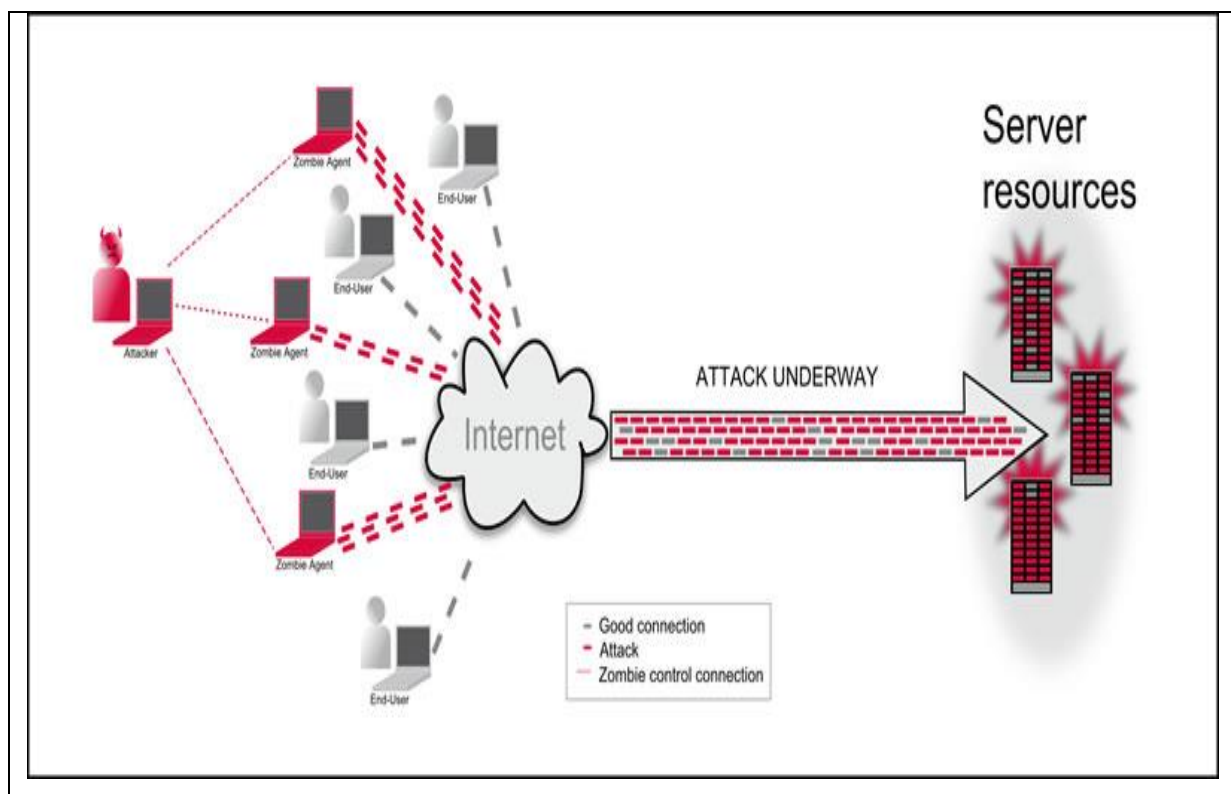 Server
resources
Zombie Agent
End-User
End-User
Attacker
Zombie Agent
ATTACK UNDERWAY
Internet
End-User
Zombie Agent
Good connection
Attack
Zombie control connection
End-User